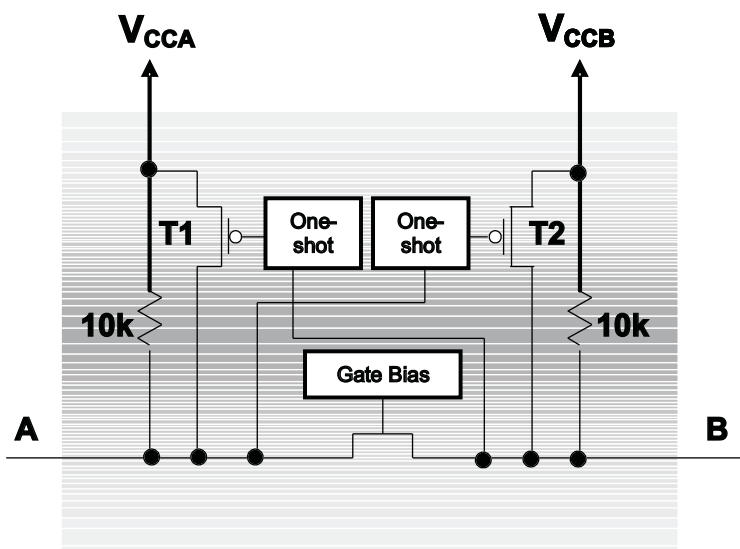 VCCA
VCCB
T1
One-
shot
One-
shot
T2
10k
10k
Gate Bias
A
B